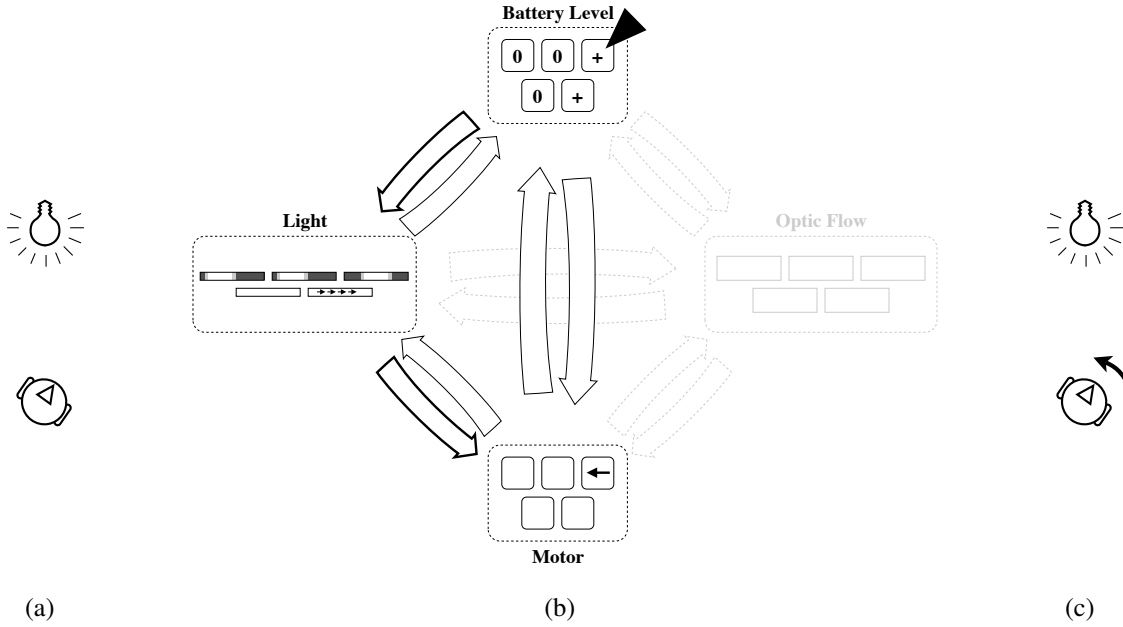 Battery Level
0 0 +
0 +
Light
Optic Flow
Motor
(a) (b) (c)